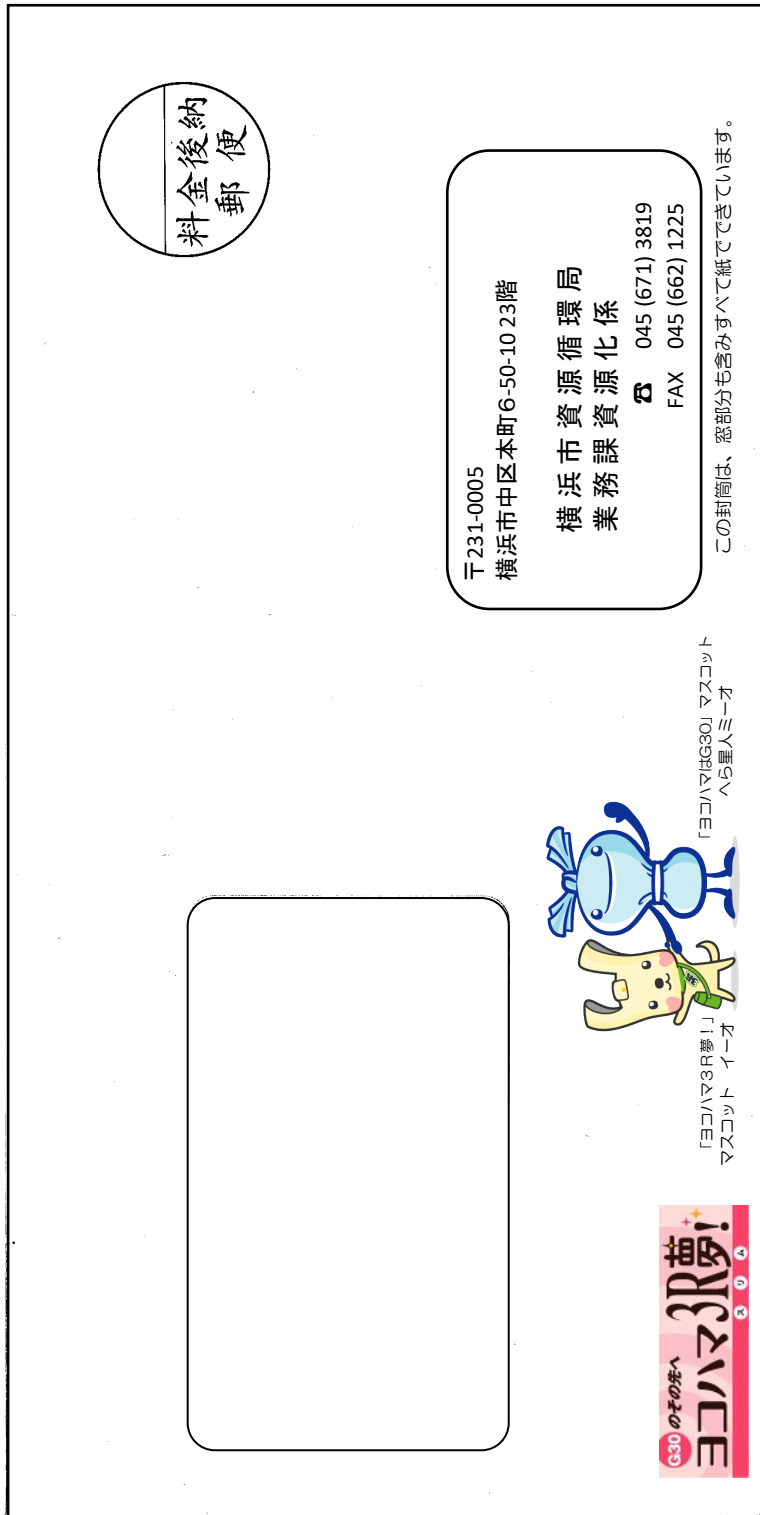 料金後納
郵便
〒231-0005
横浜市中区本町6-50-10 23階
横浜市資源循環局
業務課資源化係
☎ 045 (671) 3819
FAX 045 (662) 1225
この封筒は、窓部分も含みすべて紙でできています。
「ヨコハマはG30」マスコット
へら星人ミーオ
「ヨコハマ3R夢！」
マスコット イーオ
G30のその先へ
ヨコハマ3R夢!
スリム